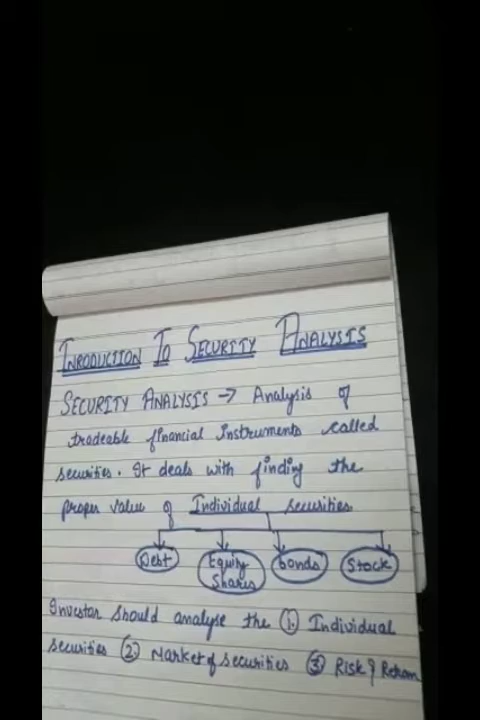 INRODUCTION TO SECURITY ANALYSIS
SECURITY ANALYSIS → Analysis of
tradeable financial Instruments called
securities. It deals with finding the
proper value of Individual securities
Debt Equity Shares bonds Stock
Investor should analyse the ① Individual
securities ② Market of securities ③ Risk & Retrun